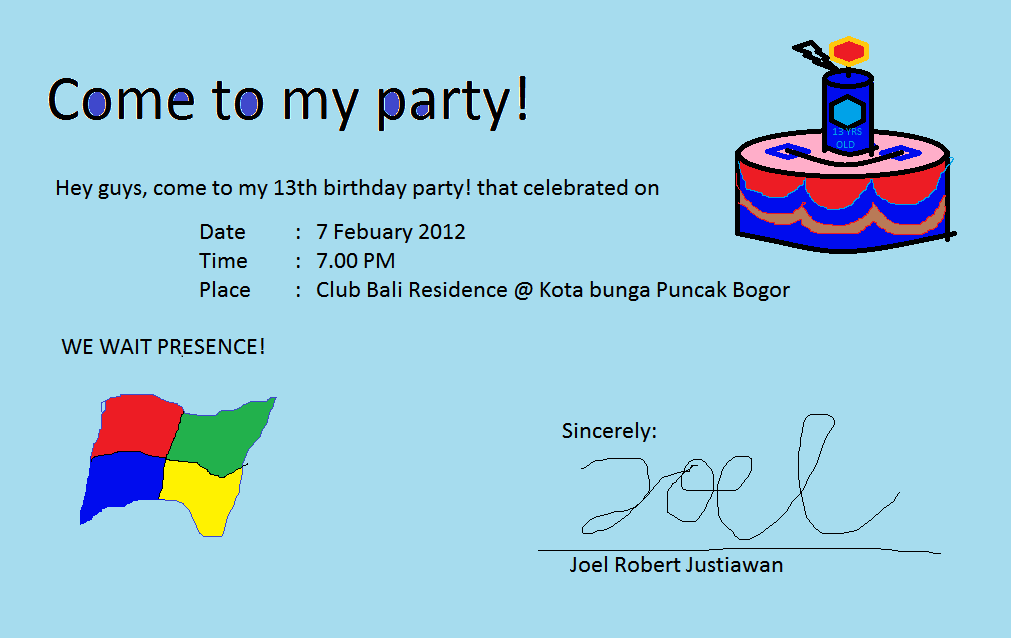 Come to my party!
13 YRS
OLD
Hey guys, come to my 13th birthday party! that celebrated on
Date : 7 Febuary 2012
Time : 7.00 PM
Place : Club Bali Residence @ Kota bunga Puncak Bogor
WE WAIT PRESENCE!
Sincerely:
Joel
Joel Robert Justiawan